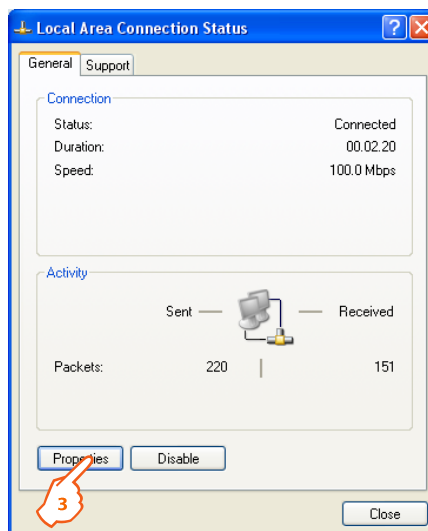 Local Area Connection Status
General Support
Connection
Status: Connected
Duration: 00.02.20
Speed: 100.0 Mbps
Activity
Sent Received
Packets: 220 151
Properties Disable
3
Close